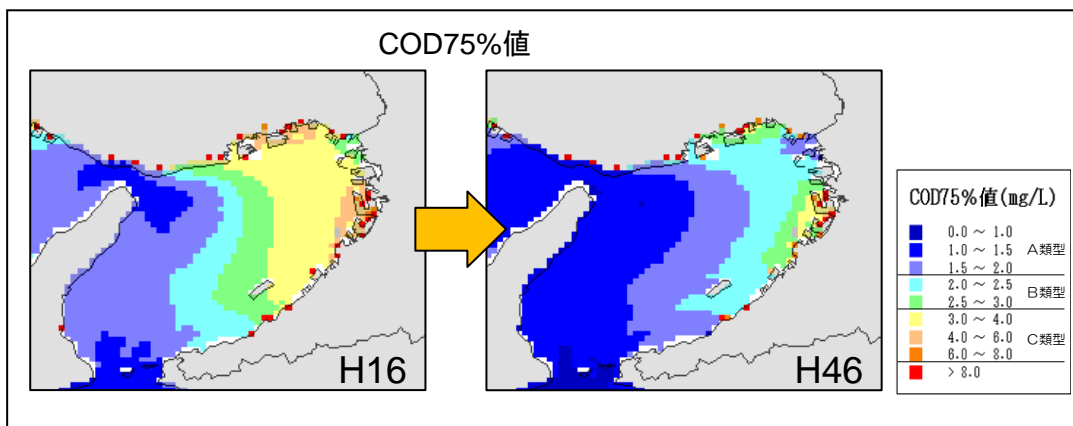 COD75%値
H16
H46
COD75%値(mg/L)
0.0 ~ 1.0
1.0 ~ 1.5 A類型
1.5 ~ 2.0
2.0 ~ 2.5 B類型
2.5 ~ 3.0
3.0 ~ 4.0
4.0 ~ 6.0 C類型
6.0 ~ 8.0
> 8.0